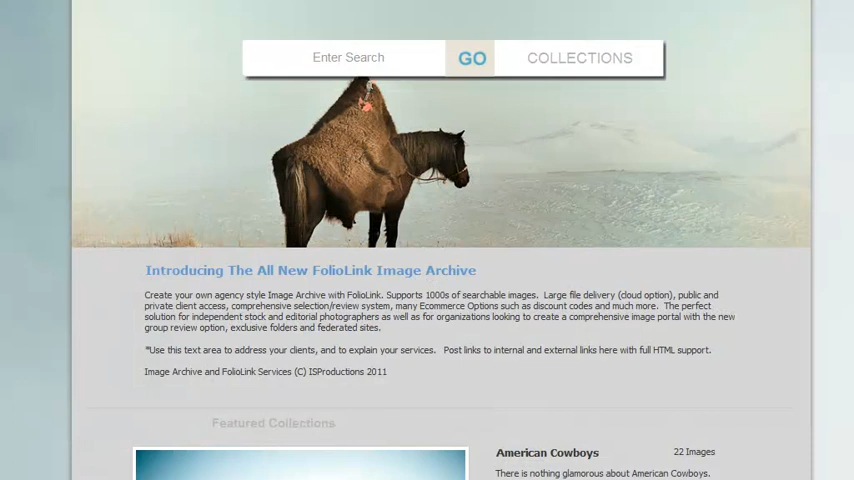 Enter Search GO COLLECTIONS
Introducing The All New FolioLink Image Archive
Create your own agency style Image Archive with FolioLink. Supports 1000s of searchable images. Large file delivery (cloud option), public and
private client access, comprehensive selection/review system, many Ecommerce Options such as discount codes and much more. The perfect
solution for independent stock and editorial photographers as well as for organizations looking to create a comprehensive image portal with the new
group review option, exclusive folders and federated sites.
*Use this text area to address your clients, and to explain your services. Post links to internal and external links here with full HTML support.
Image Archive and FolioLink Services (C) ISProductions 2011
Featured Collections
American Cowboys 22 Images
There is nothing glamorous about American Cowboys.